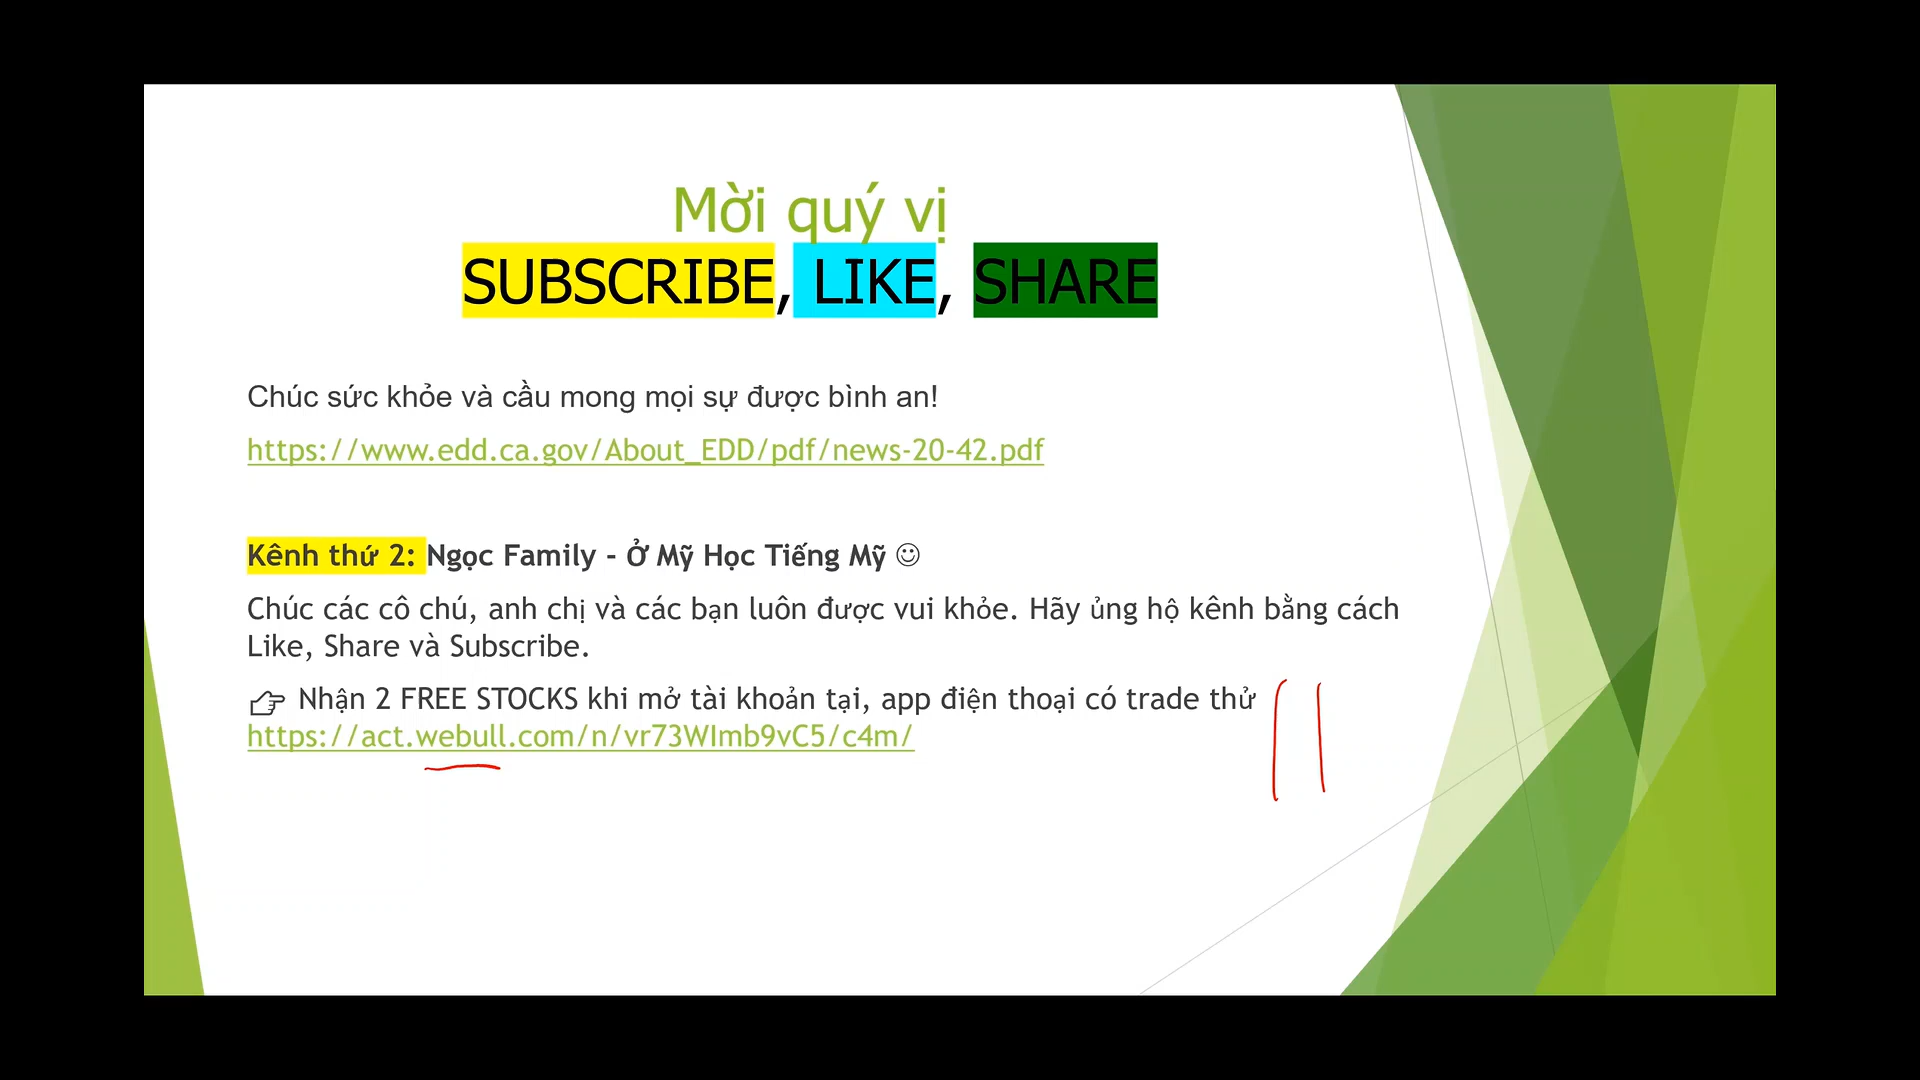 Mời quý vị
SUBSCRIBE, LIKE, SHARE
Chúc sức khỏe và cầu mong mọi sự được bình an!
https://www.edd.ca.gov/About_EDD/pdf/news-20-42.pdf
Kênh thứ 2: Ngọc Family - Ở Mỹ Học Tiếng Mỹ ☺
Chúc các cô chú, anh chị và các bạn luôn được vui khỏe. Hãy ủng hộ kênh bằng cách
Like, Share và Subscribe.
👉 Nhận 2 FREE STOCKS khi mở tài khoản tại, app điện thoại có trade thử
https://act.webull.com/n/vr73WImb9vC5/c4m/